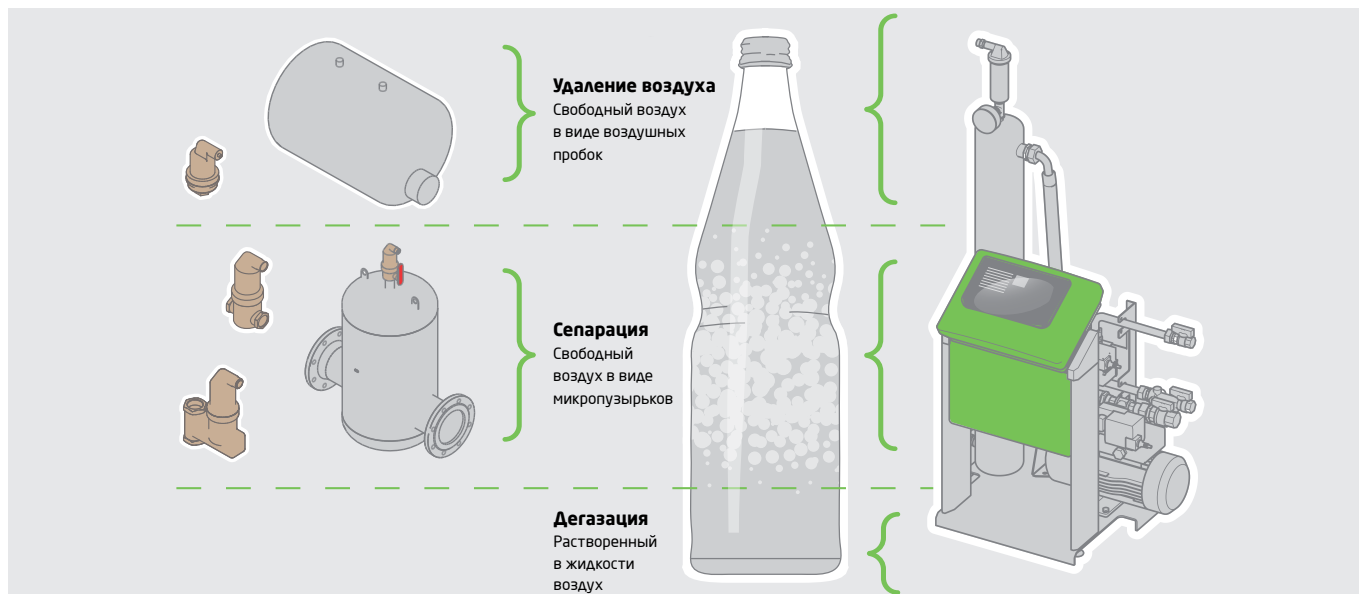 Удаление воздуха
Свободный воздух
в виде воздушных
пробок
Сепарация
Свободный
воздух в виде
микропузырьков
Дегазация
Растворенный
в жидкости
воздух